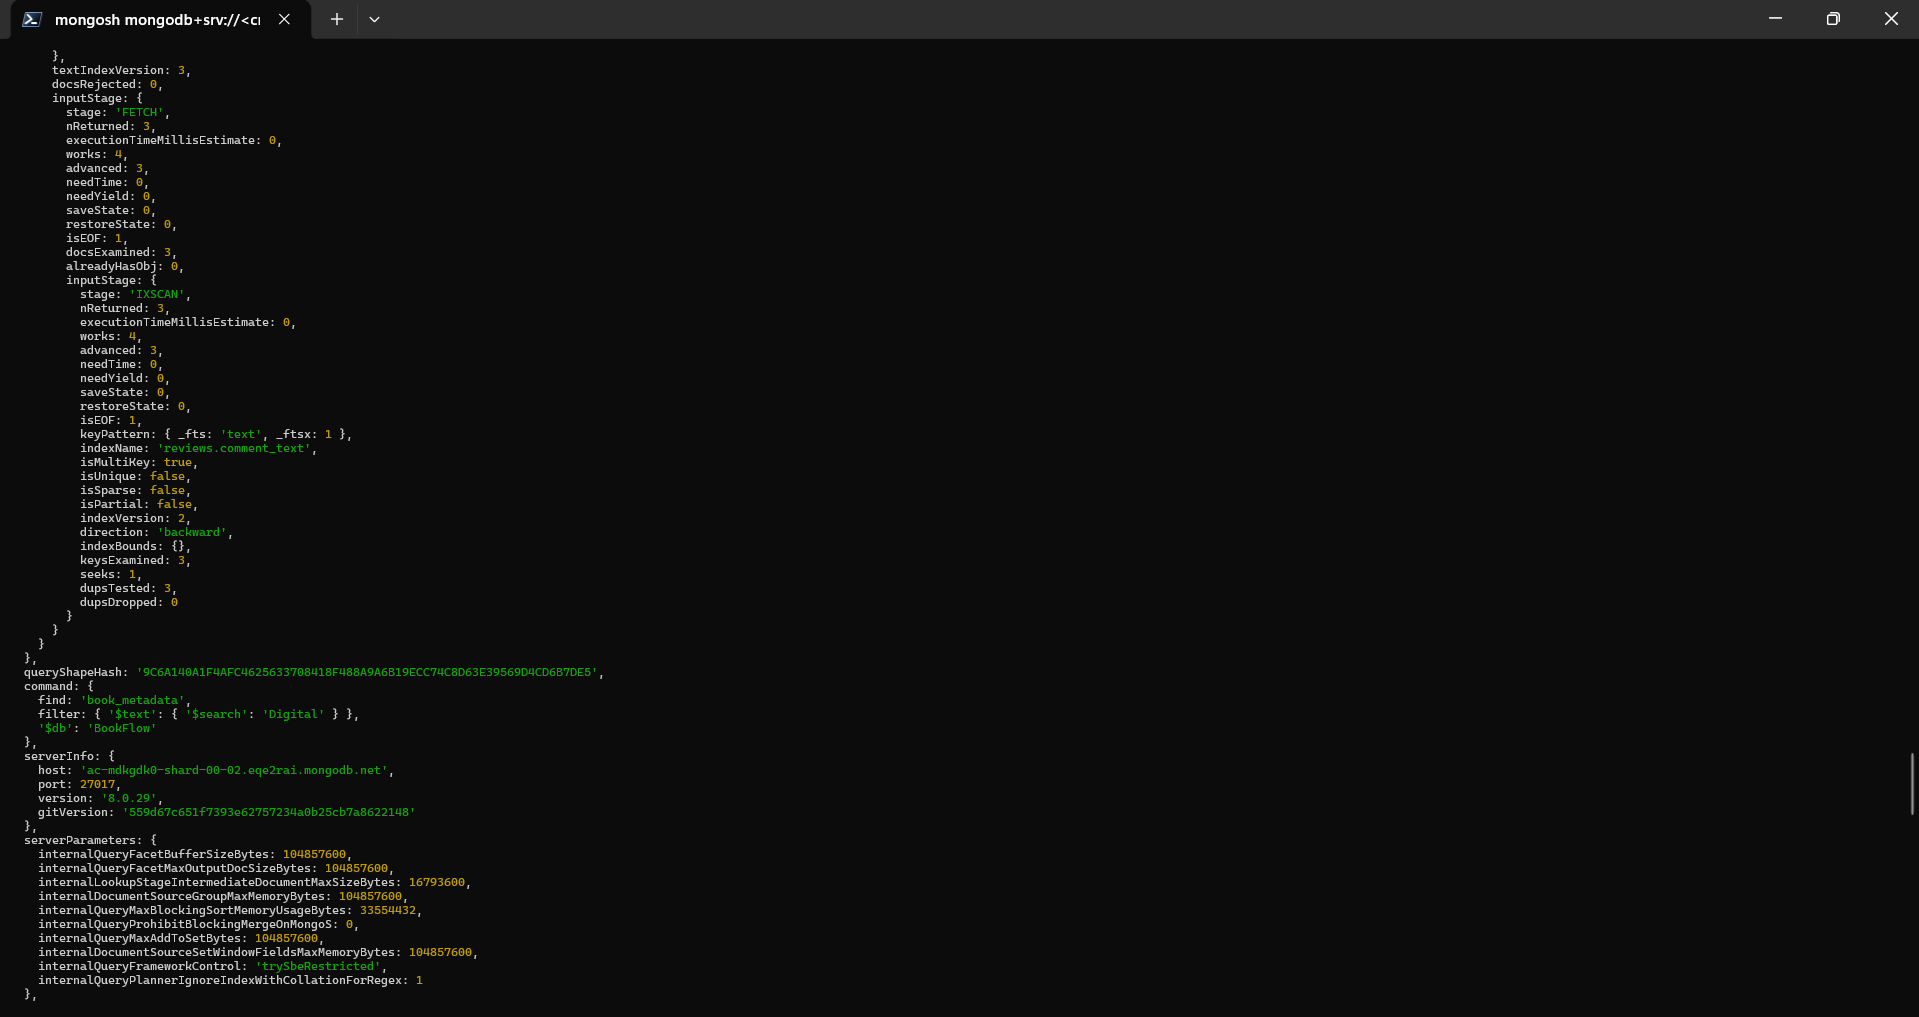 mongosh mongodb+srv://<cr
},
textIndexVersion: 3,
docsRejected: 0,
inputStage: {
stage: 'FETCH',
nReturned: 3,
executionTimeMillisEstimate: 0,
works: 4,
advanced: 3,
needTime: 0,
needYield: 0,
saveState: 0,
restoreState: 0,
isEOF: 1,
docsExamined: 3,
alreadyHasObj: 0,
inputStage: {
stage: 'IXSCAN',
nReturned: 3,
executionTimeMillisEstimate: 0,
works: 4,
advanced: 3,
needTime: 0,
needYield: 0,
saveState: 0,
restoreState: 0,
isEOF: 1,
keyPattern: { _fts: 'text', _ftsx: 1 },
indexName: 'reviews.comment_text',
isMultiKey: true,
isUnique: false,
isSparse: false,
isPartial: false,
indexVersion: 2,
direction: 'backward',
indexBounds: {},
keysExamined: 3,
seeks: 1,
dupsTested: 3,
dupsDropped: 0
}
}
}
},
queryShapeHash: '9C6A140A1F4AFC4625633708418F488A9A6B19ECC74C8D63E39569D4CD6B7DE5',
command: {
find: 'book_metadata',
filter: { '$text': { '$search': 'Digital' } },
'$db': 'BookFlow'
},
serverInfo: {
host: 'ac-mdkgdk0-shard-00-02.eqe2rai.mongodb.net',
port: 27017,
version: '8.0.29',
gitVersion: '559d67c651f7393e62757234a0b25cb7a8622148'
},
serverParameters: {
internalQueryFacetBufferSizeBytes: 104857600,
internalQueryFacetMaxOutputDocSizeBytes: 104857600,
internalLookupStageIntermediateDocumentMaxSizeBytes: 16793600,
internalDocumentSourceGroupMaxMemoryBytes: 104857600,
internalQueryMaxBlockingSortMemoryUsageBytes: 33554432,
internalQueryProhibitBlockingMergeOnMongoS: 0,
internalQueryMaxAddToSetBytes: 104857600,
internalDocumentSourceSetWindowFieldsMaxMemoryBytes: 104857600,
internalQueryFrameworkControl: 'trySbeRestricted',
internalQueryPlannerIgnoreIndexWithCollationForRegex: 1
},